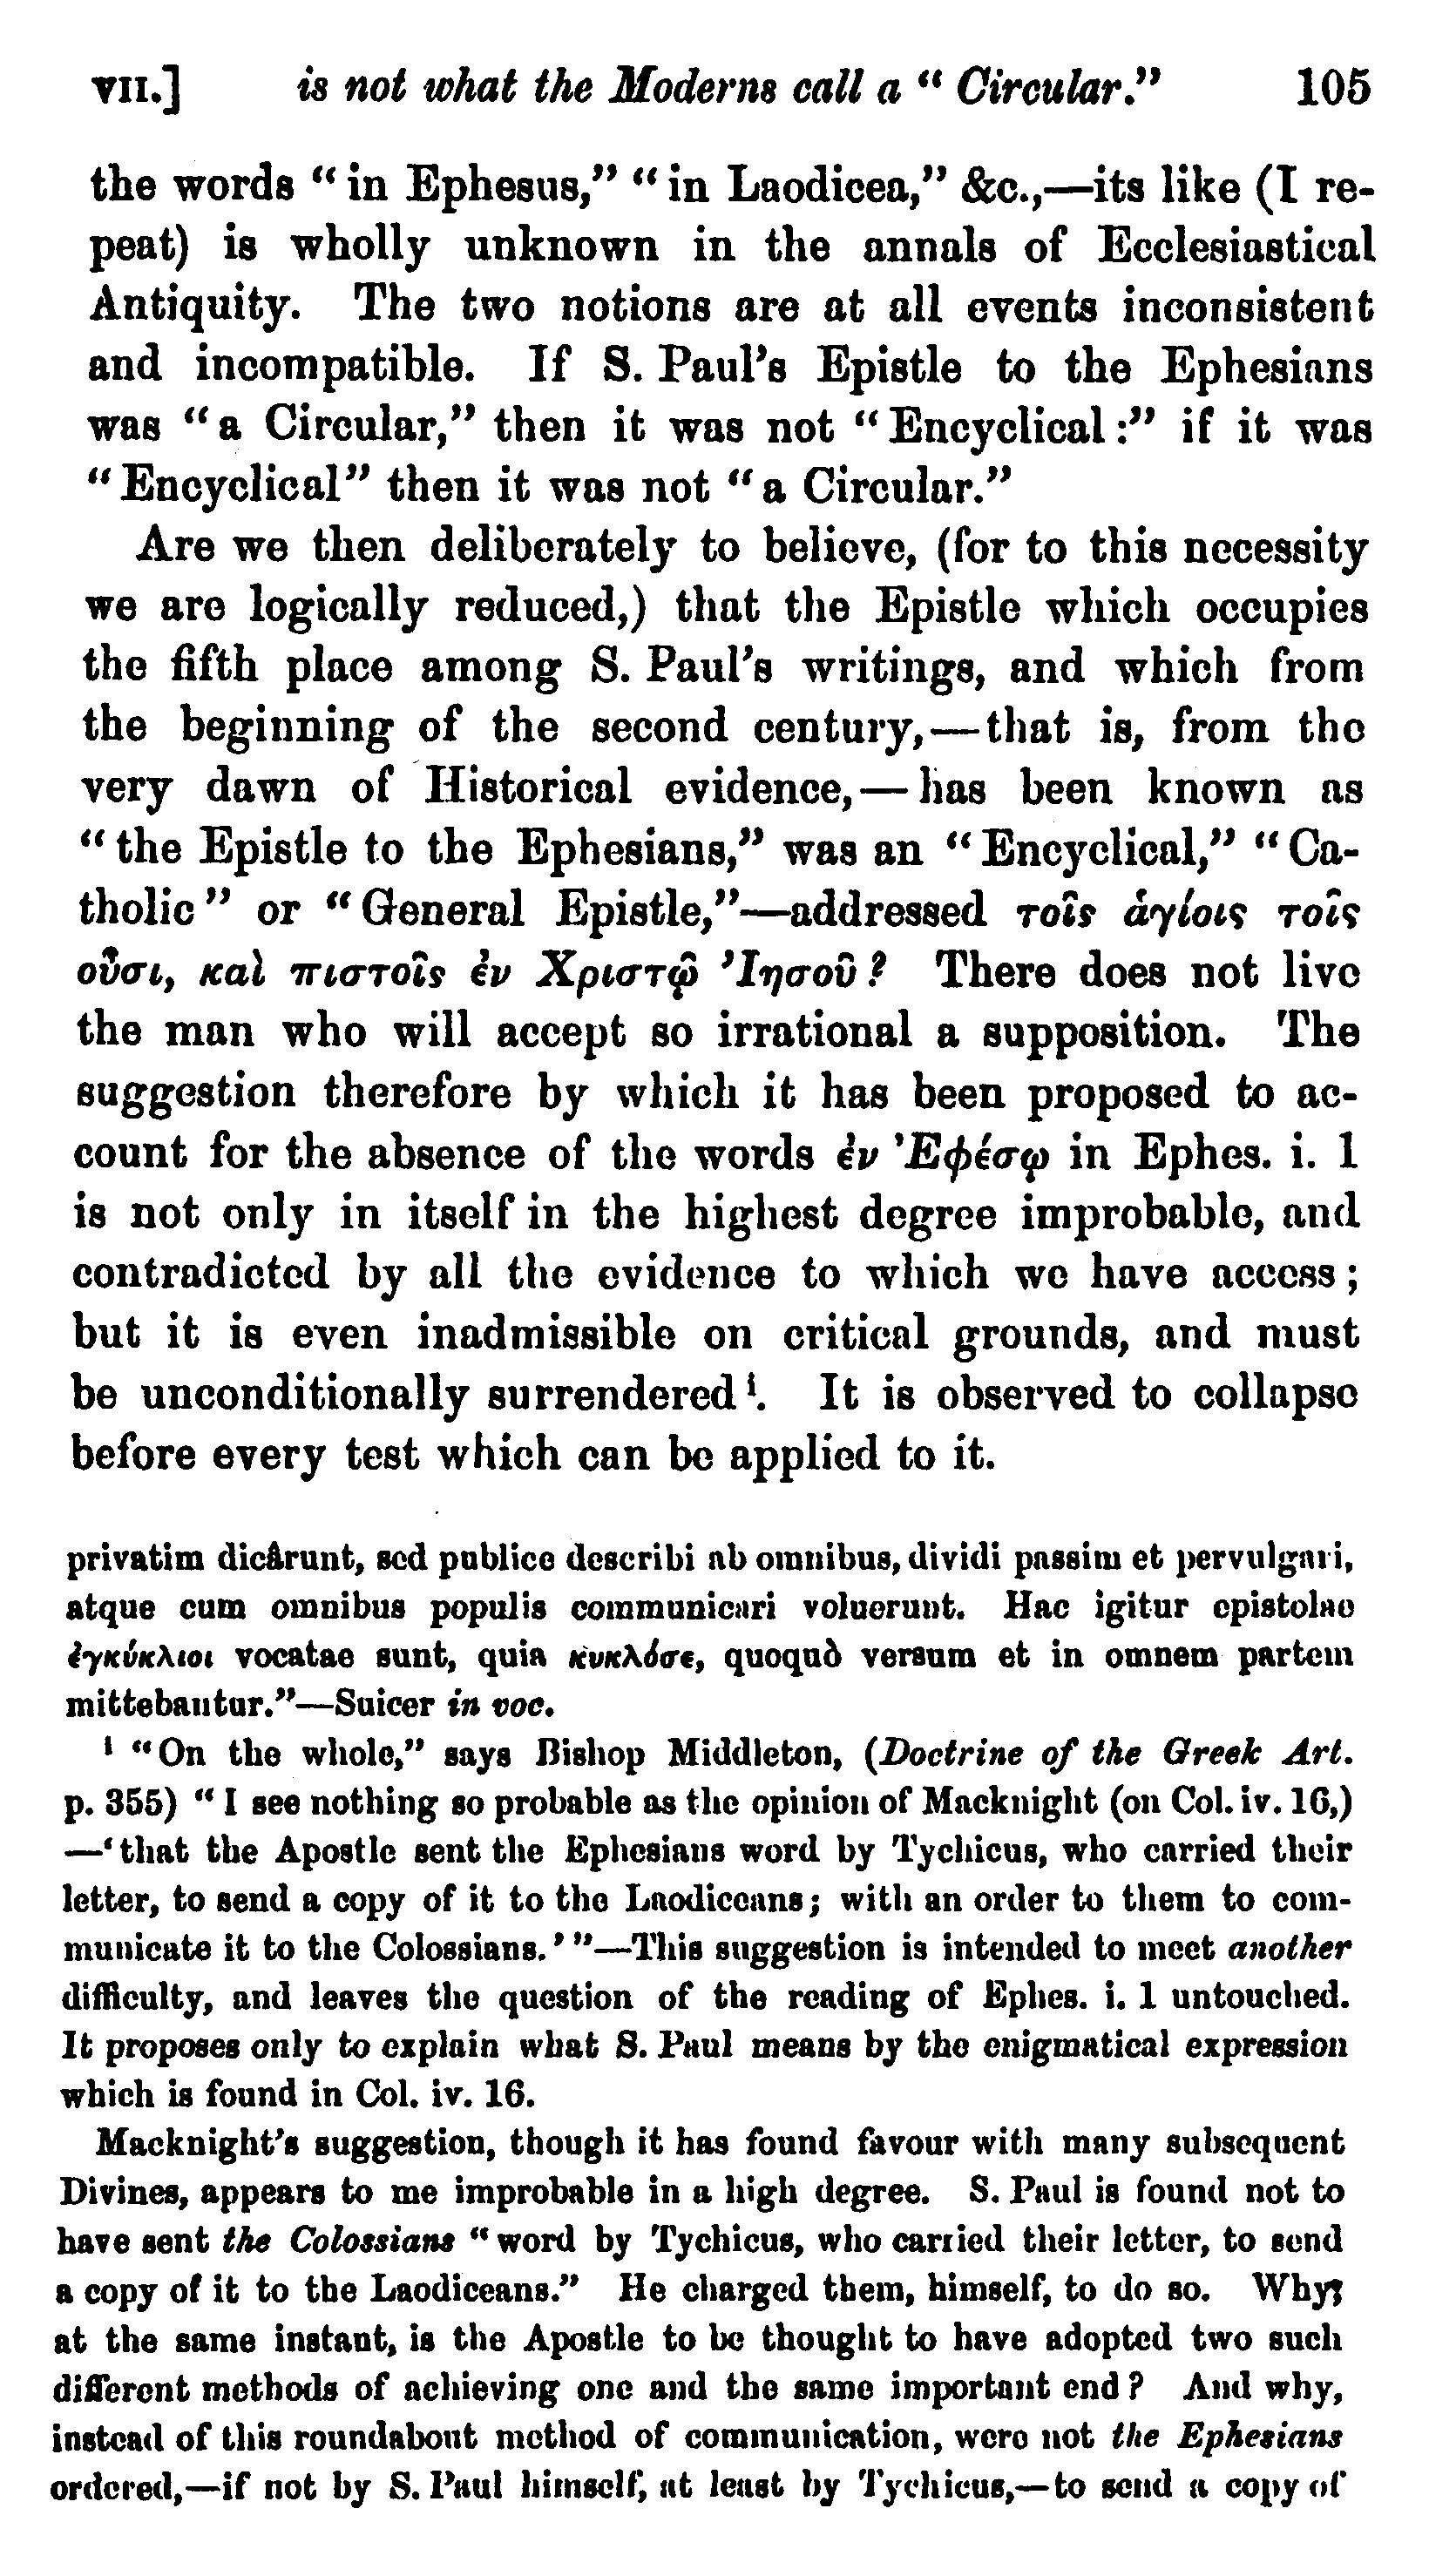 VII.] is not what the Moderns call a “Circular.” 105
the words “in Ephesus,” “in Laodicea,” &c.,—its like (I re-
peat) is wholly unknown in the annals of Ecclesiastical
Antiquity. The two notions are at all events inconsistent
and incompatible. If S. Paul’s Epistle to the Ephesians
was “a Circular,” then it was not “Encyclical:” if it was
“Encyclical” then it was not “a Circular.”
Are we then deliberately to believe, (for to this necessity
we are logically reduced,) that the Epistle which occupies
the fifth place among S. Paul’s writings, and which from
the beginning of the second century,—that is, from the
very dawn of Historical evidence,—has been known as
“the Epistle to the Ephesians,” was an “Encyclical,” “Ca-
tholic” or “General Epistle,”—addressed τοῖς ἁγίοις τοῖς
οὖσι, καὶ πιστοῖς ἐν Χριστῷ Ἰησοῦ? There does not live
the man who will accept so irrational a supposition. The
suggestion therefore by which it has been proposed to ac-
count for the absence of the words ἐν Ἐφέσῳ in Ephes. i. 1
is not only in itself in the highest degree improbable, and
contradicted by all the evidence to which we have access;
but it is even inadmissible on critical grounds, and must
be unconditionally surrendered i. It is observed to collapse
before every test which can be applied to it.
privatim dicârunt, sed publice describi ab omnibus, dividi passim et pervulgari,
atque cum omnibus populis communicari voluerunt. Hac igitur epistolae
ἐγκύκλιοι vocatae sunt, quia κυκλόσε, quoquò versum et in omnem partem
mittebantur.”—Suicer in voc.
i “On the whole,” says Bishop Middleton, (Doctrine of the Greek Art.
p. 355) “I see nothing so probable as the opinion of Macknight (on Col. iv. 16,)
—‘that the Apostle sent the Ephesians word by Tychicus, who carried their
letter, to send a copy of it to the Laodiceans; with an order to them to com-
municate it to the Colossians.’”—This suggestion is intended to meet another
difficulty, and leaves the question of the reading of Ephes. i. 1 untouched.
It proposes only to explain what S. Paul means by the enigmatical expression
which is found in Col. iv. 16.
Macknight’s suggestion, though it has found favour with many subsequent
Divines, appears to me improbable in a high degree. S. Paul is found not to
have sent the Colossians “word by Tychicus, who carried their letter, to send
a copy of it to the Laodiceans.” He charged them, himself, to do so. Why,
at the same instant, is the Apostle to be thought to have adopted two such
different methods of achieving one and the same important end? And why,
instead of this roundabout method of communication, were not the Ephesians
ordered,—if not by S. Paul himself, at least by Tychicus,—to send a copy of